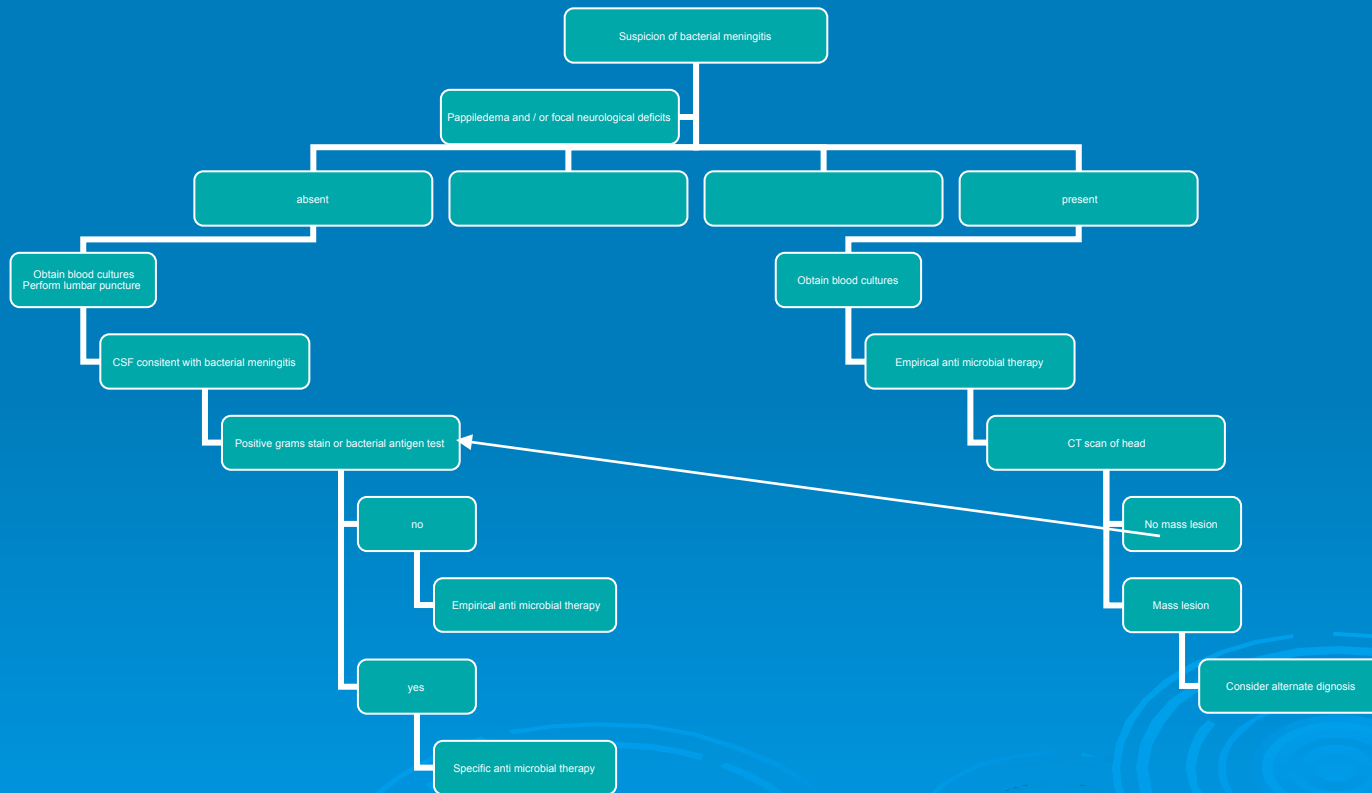 Suspicion of bacterial meningitis
Pappiledema and / or focal neurological deficits
absent
present
Obtain blood cultures
Perform lumbar puncture
Obtain blood cultures
CSF consitent with bacterial meningitis
Empirical anti microbial therapy
Positive grams stain or bacterial antigen test
CT scan of head
no
No mass lesion
Empirical anti microbial therapy
Mass lesion
yes
Consider alternate dignosis
Specific anti microbial therapy